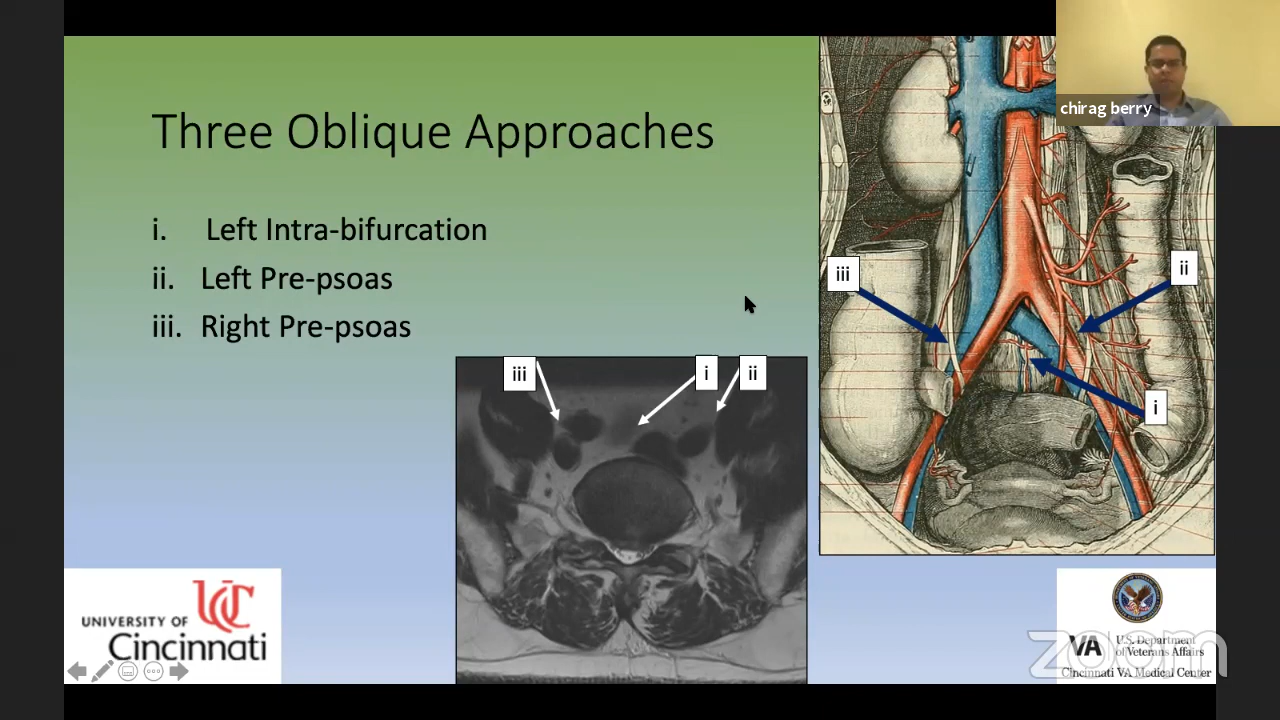 chirag berry
Three Oblique Approaches
i. Left Intra-bifurcation
ii. Left Pre-psoas
iii. Right Pre-psoas
iii
ii
i
iii
i
ii
UNIVERSITY OF
Cincinnati
VA
U.S. Department
of Veterans Affairs
Cincinnati VA Medical Center
zoom